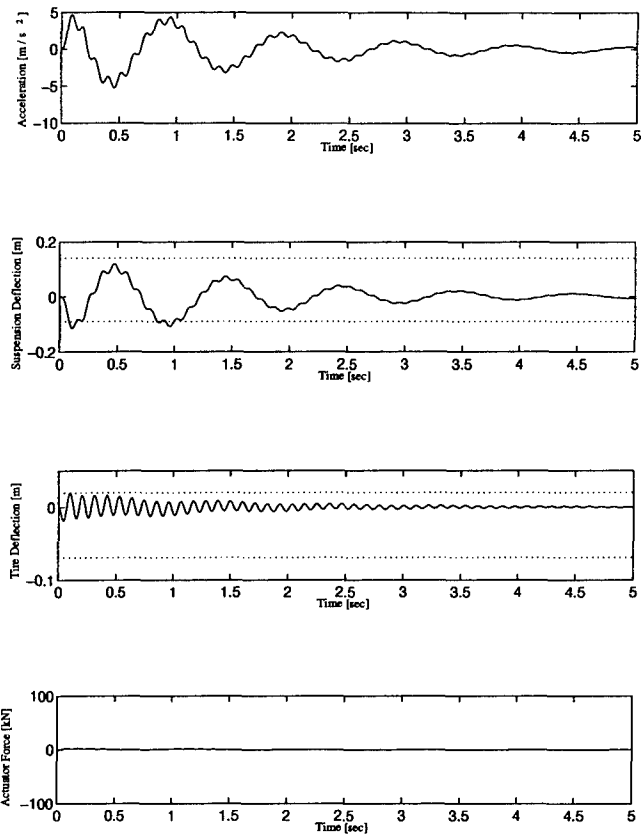 Acceleration [m / s 2 ]
5
0
−5
−10
0 0.5 1 1.5 2 2.5 3 3.5 4 4.5 5
Time [sec]
Suspension Deflection [m]
0.2
0
−0.2
0 0.5 1 1.5 2 2.5 3 3.5 4 4.5 5
Time [sec]
Tire Deflection [m]
0
−0.1
0 0.5 1 1.5 2 2.5 3 3.5 4 4.5 5
Time [sec]
Actuator Force [kN]
100
0
−100
0 0.5 1 1.5 2 2.5 3 3.5 4 4.5 5
Time [sec]